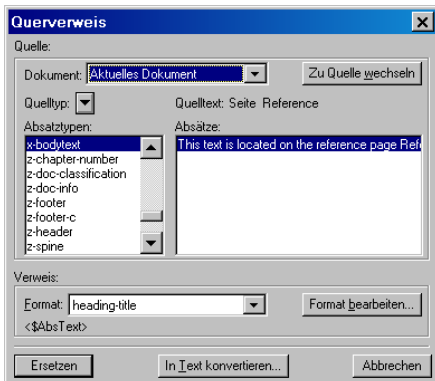 Querverweis
Quelle:
Dokument: Aktuelles Dokument
Zu Quelle wechseln
Quelltyp:
Quelltext: Seite Reference
Absatztypen:
Absätze:
x-bodytext
This text is located on the reference page Refe
z-chapter-number
z-doc-classification
z-doc-info
z-footer
z-footer-c
z-header
z-spine
Verweis:
Format: heading-title
Format bearbeiten...
<$AbsText>
Ersetzen
In Text konvertieren...
Abbrechen